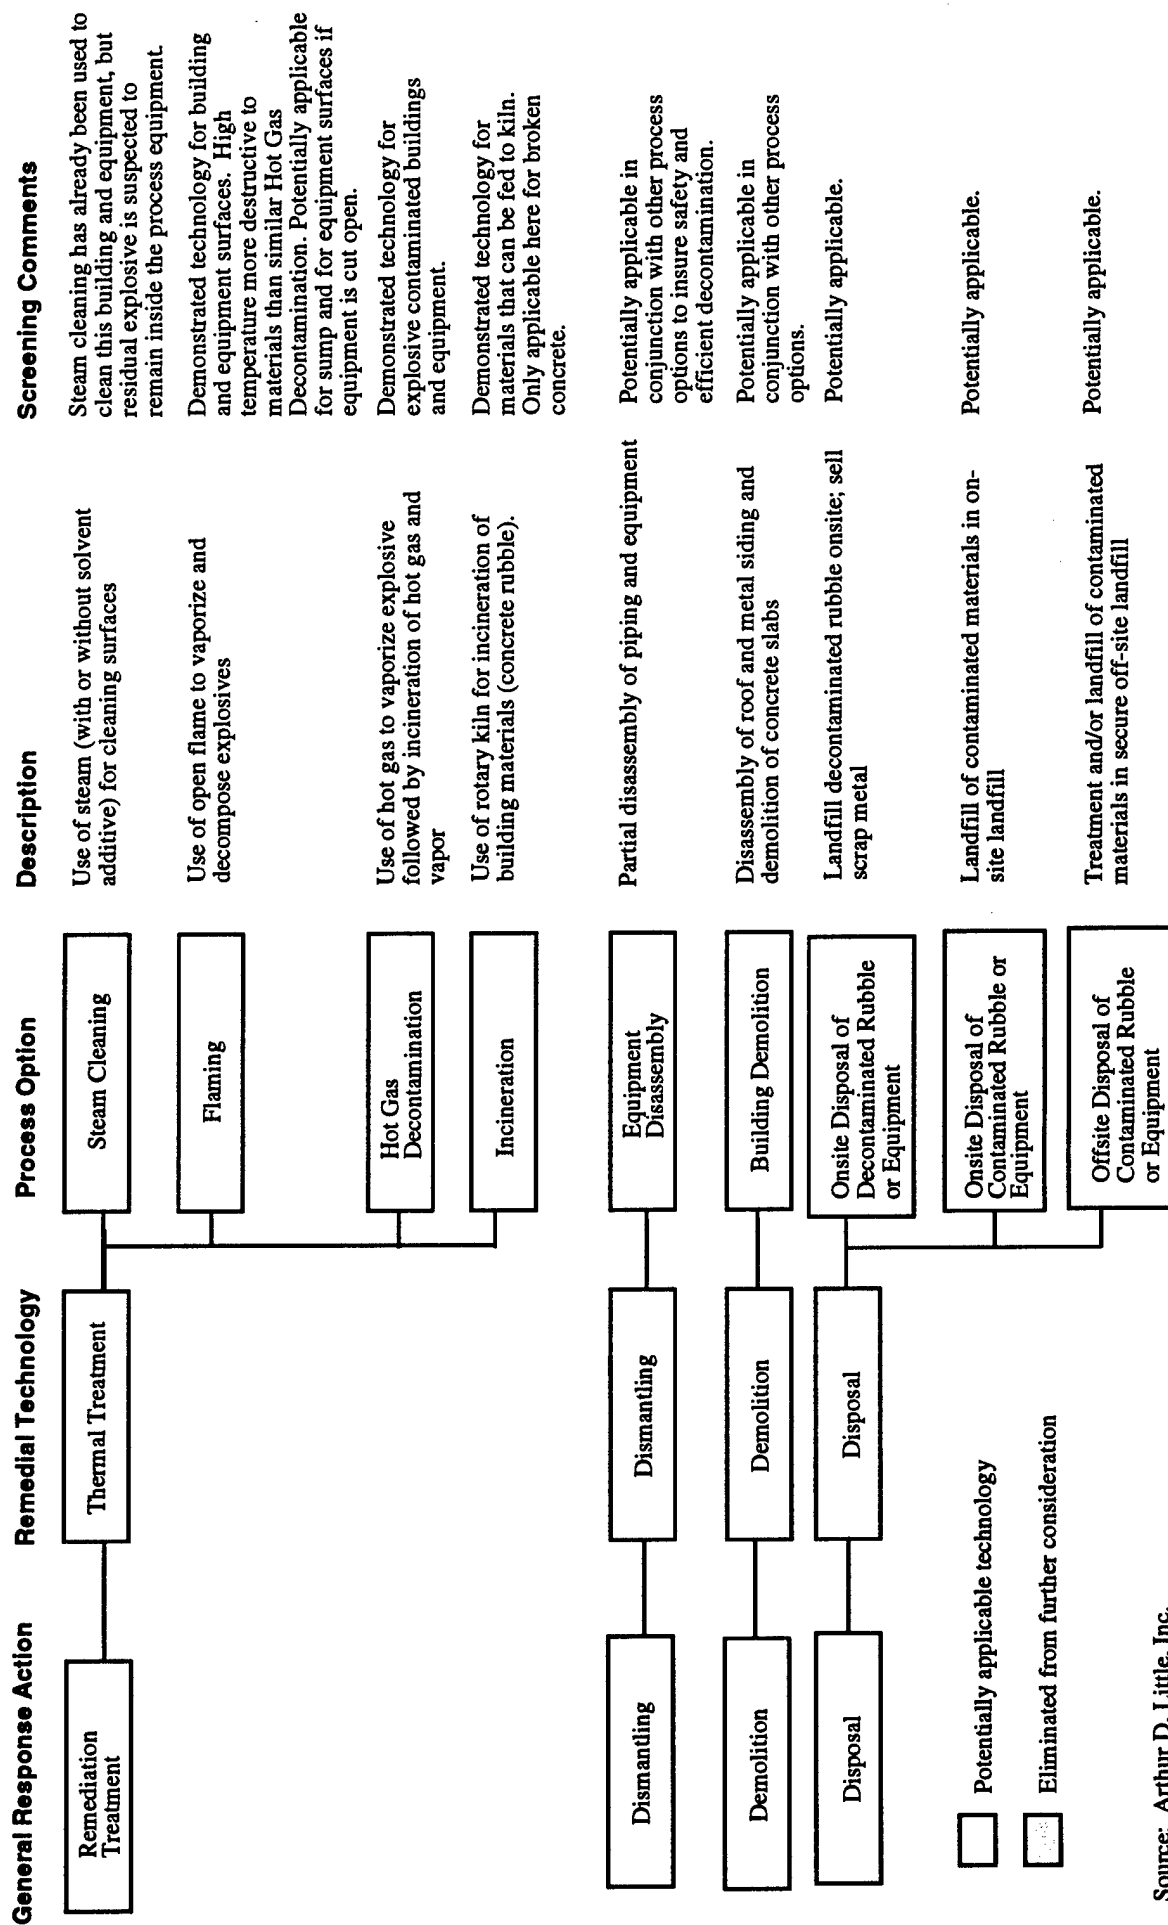 General Response Action
Remedial Technology
Process Option
Description
Screening Comments
Remediation
Treatment
Thermal Treatment
Steam Cleaning
Use of steam (with or without solvent
additive) for cleaning surfaces
Steam cleaning has already been used to
clean this building and equipment, but
residual explosive is suspected to
remain inside the process equipment.
Flaming
Use of open flame to vaporize and
decompose explosives
Demonstrated technology for building
and equipment surfaces. High
temperature more destructive to
materials than similar Hot Gas
Decontamination. Potentially applicable
for sump and for equipment surfaces if
equipment is cut open.
Hot Gas
Decontamination
Use of hot gas to vaporize explosive
followed by incineration of hot gas and
vapor
Demonstrated technology for
explosive contaminated buildings
and equipment.
Incineration
Use of rotary kiln for incineration of
building materials (concrete rubble).
Demonstrated technology for
materials that can be fed to kiln.
Only applicable here for broken
concrete.
Dismantling
Dismantling
Equipment
Disassembly
Partial disassembly of piping and equipment
Potentially applicable in
conjunction with other process
options to insure safety and
efficient decontamination.
Demolition
Demolition
Building Demolition
Disassembly of roof and metal siding and
demolition of concrete slabs
Potentially applicable in
conjunction with other process
options.
Disposal
Disposal
Onsite Disposal of
Decontaminated Rubble
or Equipment
Landfill decontaminated rubble onsite; sell
scrap metal
Potentially applicable.
Onsite Disposal of
Contaminated Rubble or
Equipment
Landfill of contaminated materials in on-
site landfill
Potentially applicable.
Offsite Disposal of
Contaminated Rubble
or Equipment
Treatment and/or landfill of contaminated
materials in secure off-site landfill
Potentially applicable.
Potentially applicable technology
Eliminated from further consideration
Source: Arthur D. Little, Inc.